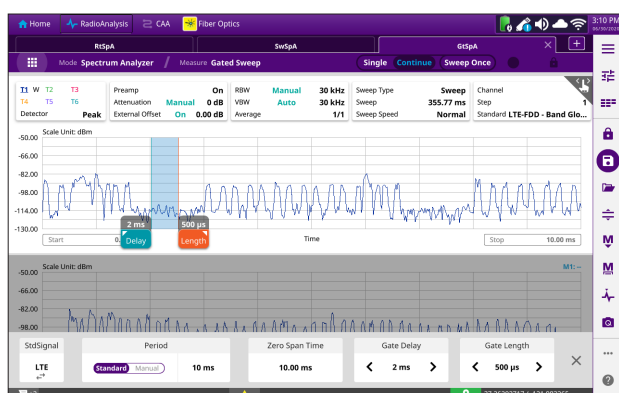 Home RadioAnalysis CAA Fiber Optics 3:10 PM
RtSpA SwSpA GtSpA × +
Mode Spectrum Analyzer / Measure Gated Sweep Single Continue Sweep Once
T1 W T2 T3 Preamp On RBW Manual 30 kHz Sweep Type Sweep Channel
T4 T5 T6 Attenuation Manual 0 dB VBW Auto 30 kHz Sweep 355.77 ms Step 1
Detector Peak External Offset On 0.00 dB Average 1/1 Sweep Speed Normal Standard LTE-FDD - Band Glo...
-50.00 Scale Unit: dBm
-66.00
-82.00
-98.00
-114.00
2 ms 500 µs
-130.00
Start 0. Delay Length Time Stop 10.00 ms
Scale Unit: dBm M1: --
-50.00
-66.00
-82.00
-98.00
StdSignal Period Zero Span Time Gate Delay Gate Length
LTE Standard Manual 10 ms 10.00 ms < 2 ms > < 500 µs > ×